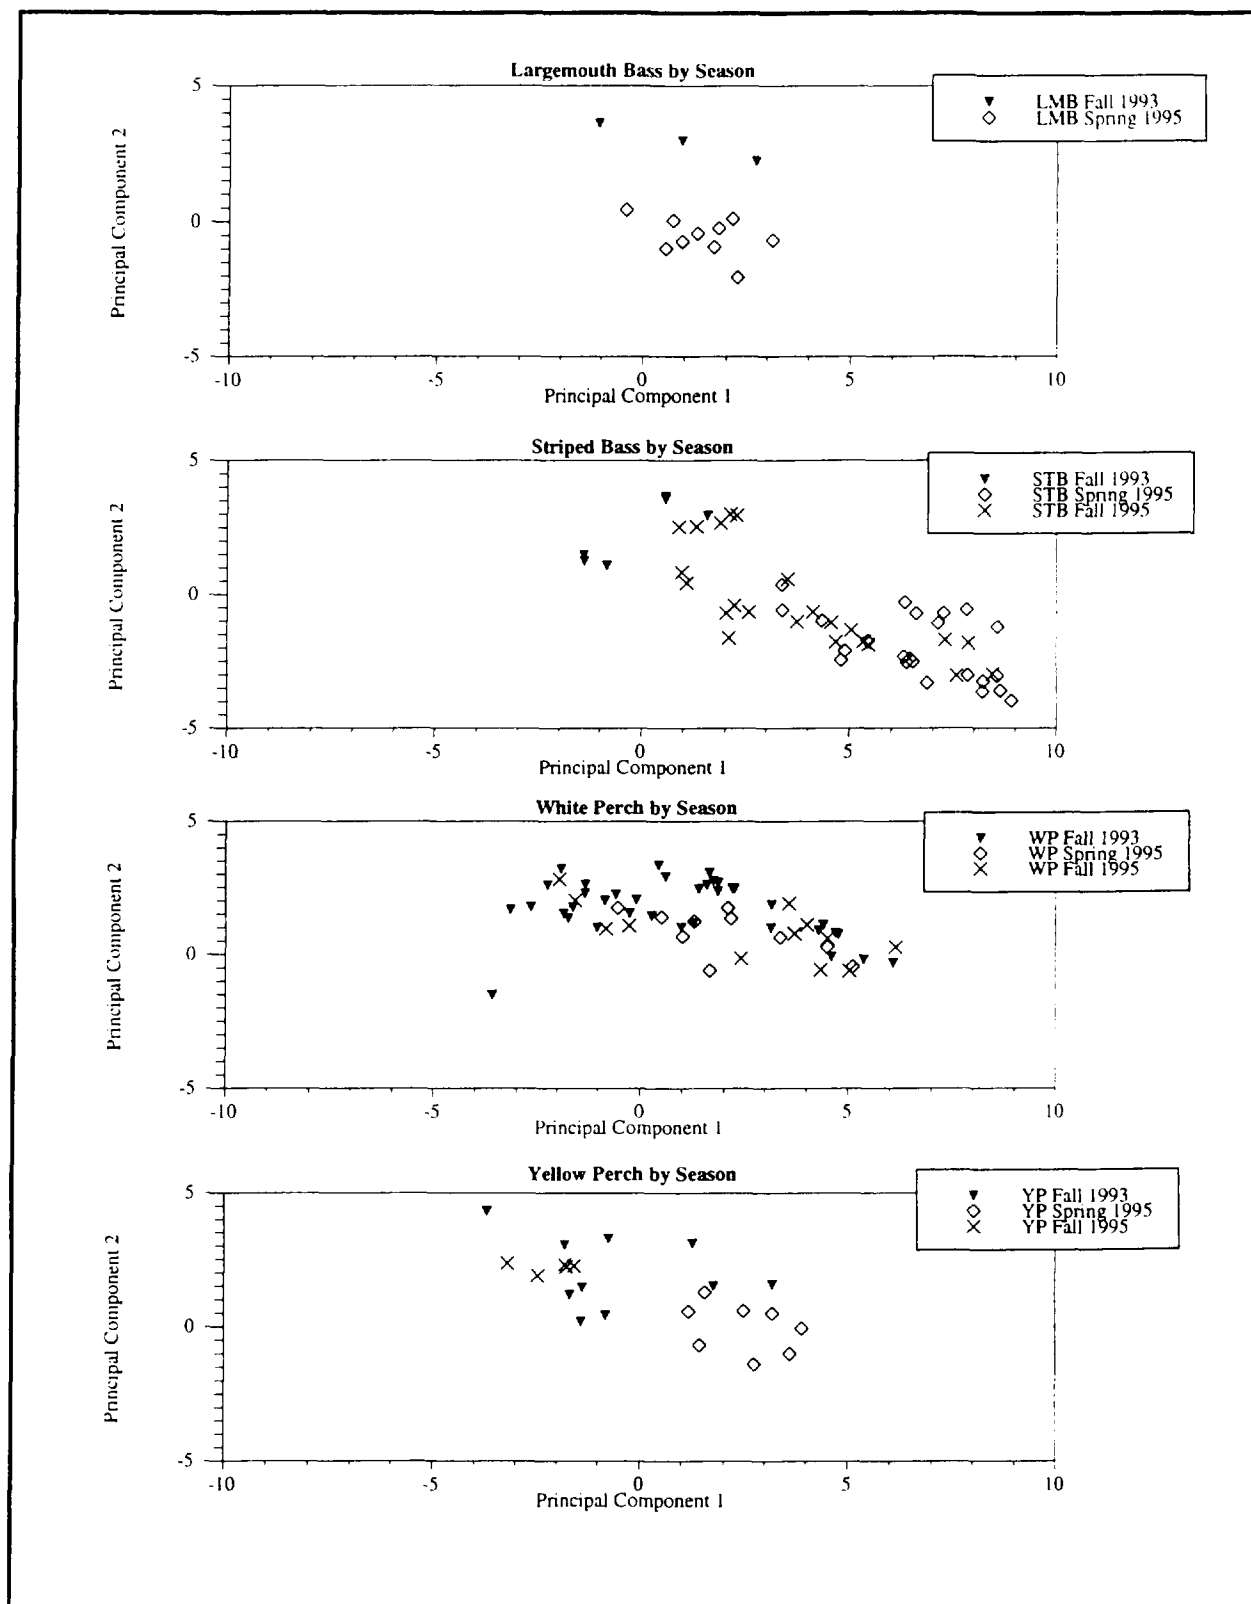 Largemouth Bass by Season
LMB Fall 1993
LMB Spring 1995
Principal Component 2
5
0
-5
-10 -5 0 5 10
Principal Component 1
Striped Bass by Season
STB Fall 1993
STB Spring 1995
STB Fall 1995
Principal Component 2
5
0
-5
-10 -5 0 5 10
Principal Component 1
White Perch by Season
WP Fall 1993
WP Spring 1995
WP Fall 1995
Principal Component 2
5
0
-5
-10 -5 0 5 10
Principal Component 1
Yellow Perch by Season
YP Fall 1993
YP Spring 1995
YP Fall 1995
Principal Component 2
5
0
-5
-10 -5 0 5 10
Principal Component 1